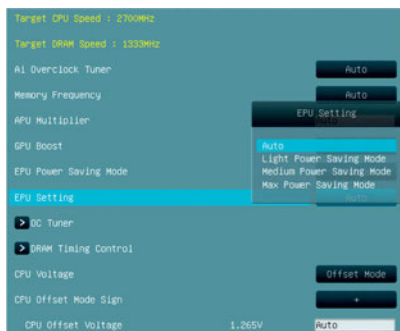 Target CPU Speed : 2700MHz
Target DRAM Speed : 1333MHz
Ai Overclock Tuner Auto
Memory Frequency Auto
EPU Setting
APU Multiplier
GPU Boost
Auto
Light Power Saving Mode
EPU Power Saving Mode
Medium Power Saving Mode
Max Power Saving Mode
EPU Setting Auto
> OC Tuner
> DRAM Timing Control
CPU Voltage Offset Mode
CPU Offset Mode Sign +
CPU Offset Voltage 1.265V Auto